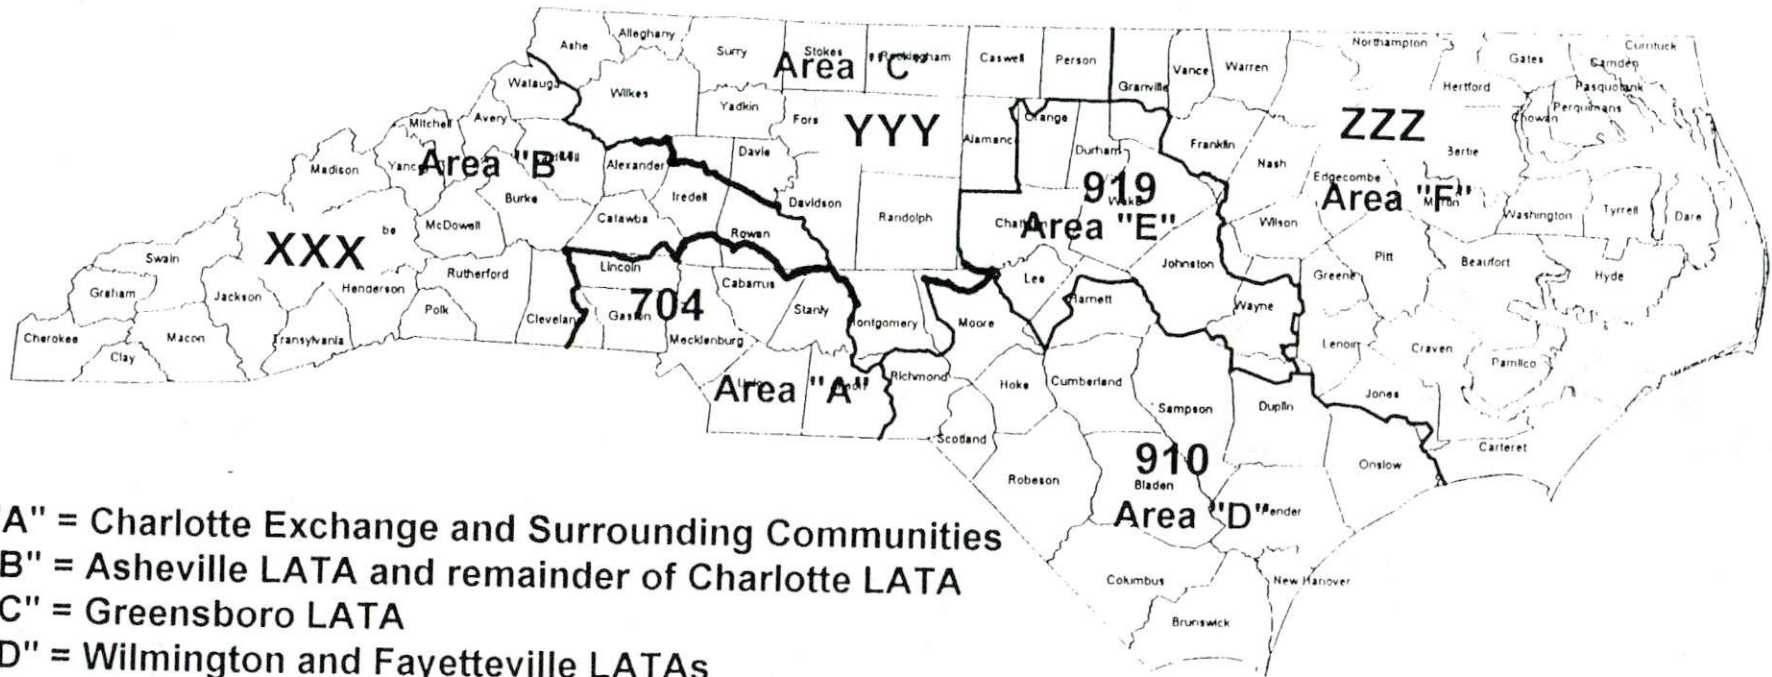 Ashe
Alleghany
Surry
Stokes
Area "C"
Caswell
Person
Granville
Vance
Warren
Northampton
Gates
Currituck
Camden
Hertford
Pasquotank
Perquimans
Chowan
Watauga
Wilkes
Yadkin
Fors
YYY
Alamanc
Orange
Durham
Franklin
Nash
ZZZ
Bertie
Edgecombe
Mitchell
Avery
Area "B"
Madison
Alexander
Davie
Iredell
Davidson
Randolph
919
Area "E"
Area "F"
Washington
Tyrrell
Dare
Burke
Catawba
Rowan
Wilson
McDowell
XXX
Swain
Graham
Jackson
Henderson
Rutherford
Polk
Cleveland
Lincoln
704
Gaston
Cabarrus
Stanly
Mecklenburg
Lee
Johnston
Harnett
Wayne
Greene
Pitt
Beaufort
Hyde
Cherokee
Clay
Macon
Transylvania
Montgomery
Moore
Lenoir
Craven
Pamlico
Area "A"
Richmond
Hoke
Cumberland
Sampson
Duplin
Jones
Scotland
Carteret
Robeson
910
Bladen
Onslow
Area "D"
Columbus
New Hanover
Brunswick
A" = Charlotte Exchange and Surrounding Communities
B" = Asheville LATA and remainder of Charlotte LATA
C" = Greensboro LATA
D" = Wilmington and Fayetteville LATAs